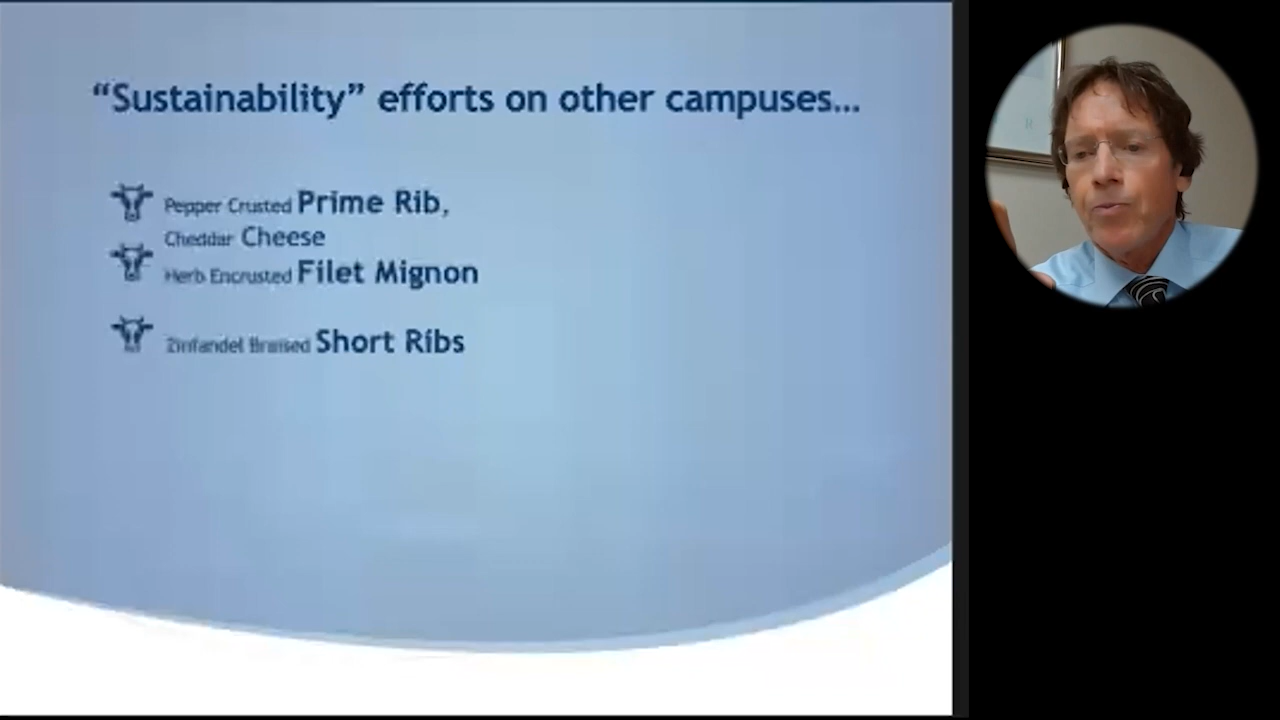 “Sustainability” efforts on other campuses...
Pepper Crusted Prime Rib,
Cheddar Cheese
Herb Encrusted Filet Mignon
Zinfandel Braised Short Ribs